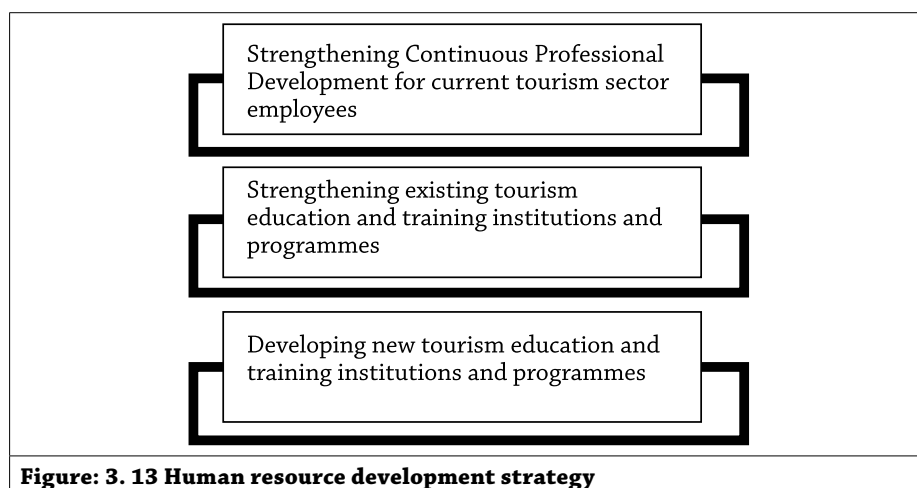 Strengthening Continuous Professional
Development for current tourism sector
employees
Strengthening existing tourism
education and training institutions and
programmes
Developing new tourism education and
training institutions and programmes
Figure: 3. 13 Human resource development strategy